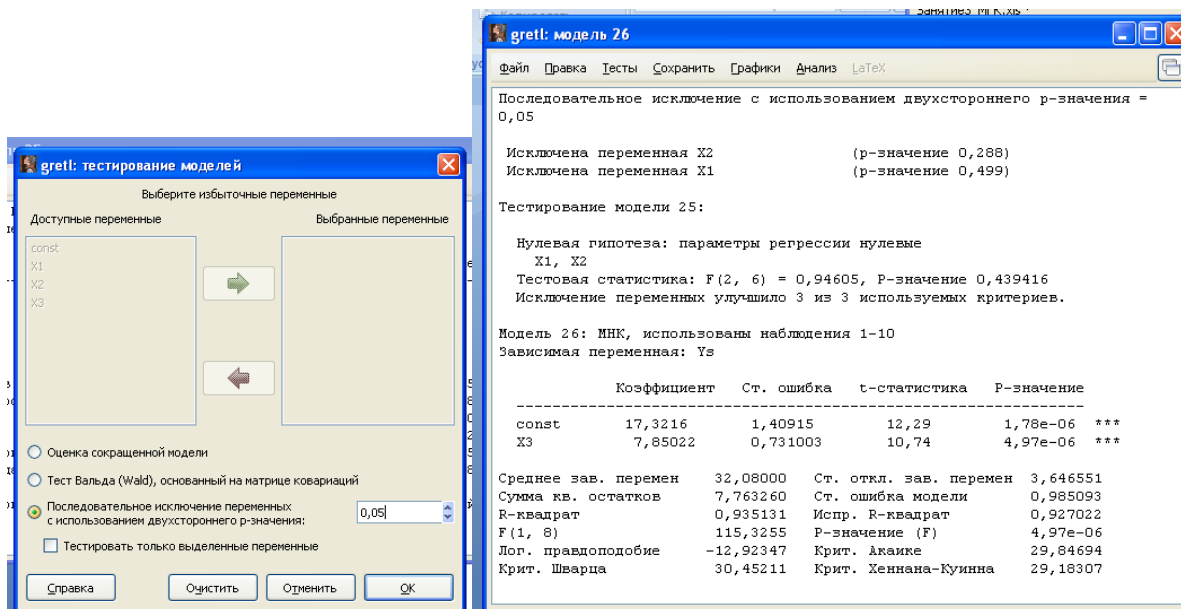 gretl: тестирование моделей
Выберите избыточные переменные
Доступные переменные Выбранные переменные
const
X1
X2
X3
Оценка сокращенной модели
Тест Вальда (Wald), основанный на матрице ковариаций
Последовательное исключение переменных
с использованием двухстороннего p-значения: 0,05
Тестировать только выделенные переменные
Справка Очистить Отменить OK
занятие3 МГК.xls
gretl: модель 26
Файл Правка Тесты Сохранить Графики Анализ LaTeX
Последовательное исключение с использованием двухстороннего p-значения =
0,05
Исключена переменная X2 (p-значение 0,288)
Исключена переменная X1 (p-значение 0,499)
Тестирование модели 25:
Нулевая гипотеза: параметры регрессии нулевые
X1, X2
Тестовая статистика: F(2, 6) = 0,94605, P-значение 0,439416
Исключение переменных улучшило 3 из 3 используемых критериев.
Модель 26: МНК, использованы наблюдения 1-10
Зависимая переменная: Ys
Коэффициент Ст. ошибка t-статистика P-значение
const 17,3216 1,40915 12,29 1,78e-06 ***
X3 7,85022 0,731003 10,74 4,97e-06 ***
Среднее зав. перемен 32,08000 Ст. откл. зав. перемен 3,646551
Сумма кв. остатков 7,763260 Ст. ошибка модели 0,985093
R-квадрат 0,935131 Испр. R-квадрат 0,927022
F(1, 8) 115,3255 P-значение (F) 4,97e-06
Лог. правдоподобие -12,92347 Крит. Акаике 29,84694
Крит. Шварца 30,45211 Крит. Хеннана-Куинна 29,18307